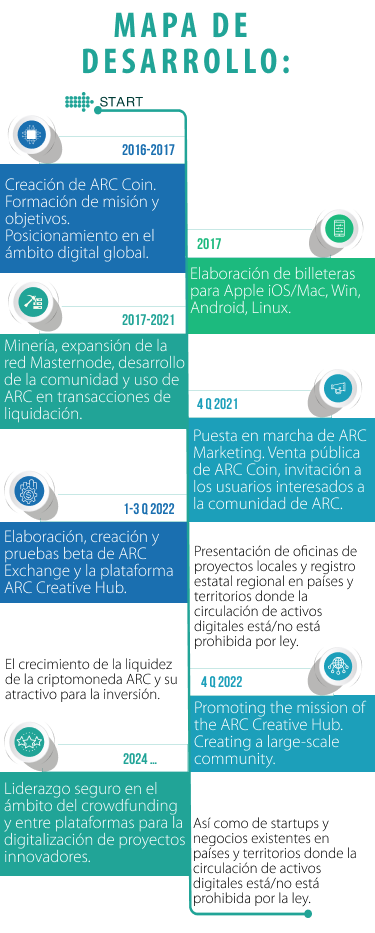 MAPA DE
DESARROLLO:
START
2016-2017
Creación de ARC Coin.
Formación de misión y
objetivos.
Posicionamiento en el
ámbito digital global.
2017
Elaboración de billeteras
para Apple iOS/Mac, Win,
Android, Linux.
2017-2021
Minería, expansión de la
red Masternode, desarrollo
de la comunidad y uso de
ARC en transacciones de
liquidación.
4 Q 2021
Puesta en marcha de ARC
Marketing. Venta pública
de ARC Coin, invitación a
los usuarios interesados a
la comunidad de ARC.
1-3 Q 2022
Elaboración, creación y
pruebas beta de ARC
Exchange y la plataforma
ARC Creative Hub.
Presentación de oficinas de
proyectos locales y registro
estatal regional en países y
territorios donde la
circulación de activos
digitales está/no está
prohibida por ley.
El crecimiento de la liquidez
de la criptomoneda ARC y su
atractivo para la inversión.
4 Q 2022
Promoting the mission of
the ARC Creative Hub.
Creating a large-scale
community.
2024 ...
Liderazgo seguro en el
ámbito del crowdfunding
y entre plataformas para la
digitalización de proyectos
innovadores.
Así como de startups y
negocios existentes en
países y territorios donde la
circulación de activos
digitales está/no está
prohibida por la ley.